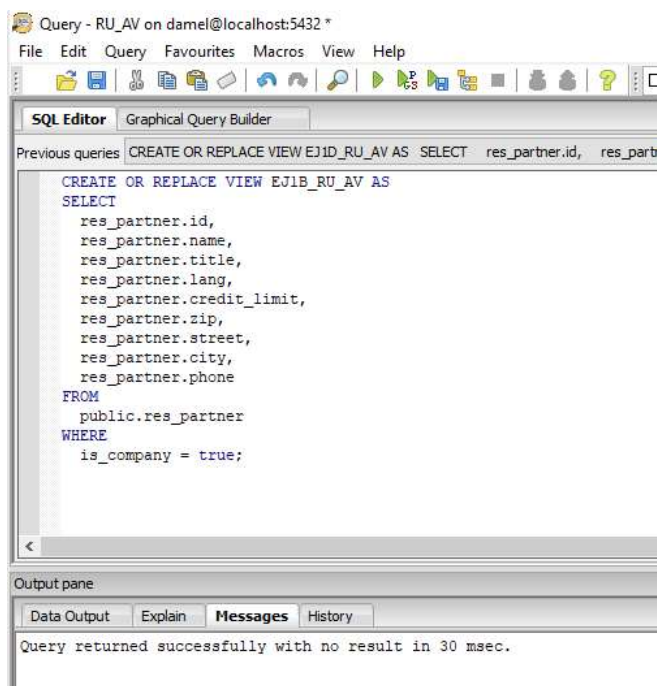 Query - RU_AV on damel@localhost:5432 *
File Edit Query Favourites Macros View Help
SQL Editor Graphical Query Builder
Previous queries CREATE OR REPLACE VIEW EJ1D_RU_AV AS SELECT res_partner.id, res_partn
CREATE OR REPLACE VIEW EJ1B_RU_AV AS
SELECT
res_partner.id,
res_partner.name,
res_partner.title,
res_partner.lang,
res_partner.credit_limit,
res_partner.zip,
res_partner.street,
res_partner.city,
res_partner.phone
FROM
public.res_partner
WHERE
is_company = true;
Output pane
Data Output Explain Messages History
Query returned successfully with no result in 30 msec.